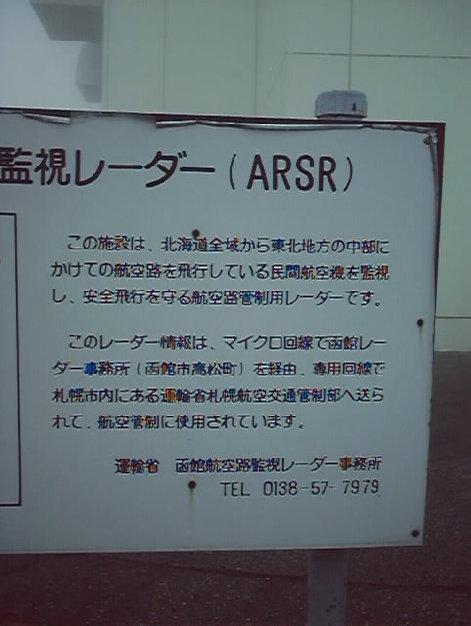 監視レーダー(ARSR)
この施設は、北海道全域から東北地方の中部に
かけての航空路を飛行している民間航空機を監視
し、安全飛行を守る航空路管制用レーダーです。
このレーダー情報は、マイクロ回線で函館レー
ダー事務所(函館市高松町)を経由、専用回線で
札幌市内にある運輸省札幌航空交通管制部へ送ら
れて、航空管制に使用されています。
運輸省 函館航空路監視レーダー事務所
TEL 0138-57-7979